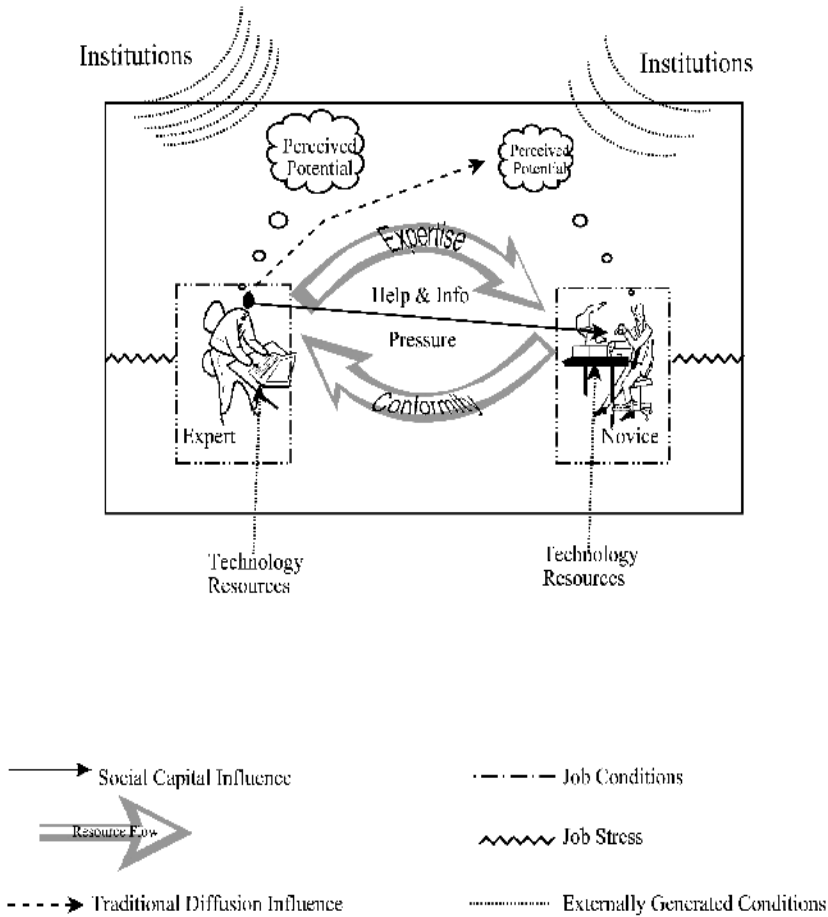 Institutions
Institutions
Perceived
Potential
Perceived
Potential
Expertise
Help & Info
Pressure
Conformity
Expert
Novice
Technology
Resources
Technology
Resources
Social Capital Influence
Job Conditions
Resource Flow
Job Stress
Traditional Diffusion Influence
Externally Generated Conditions